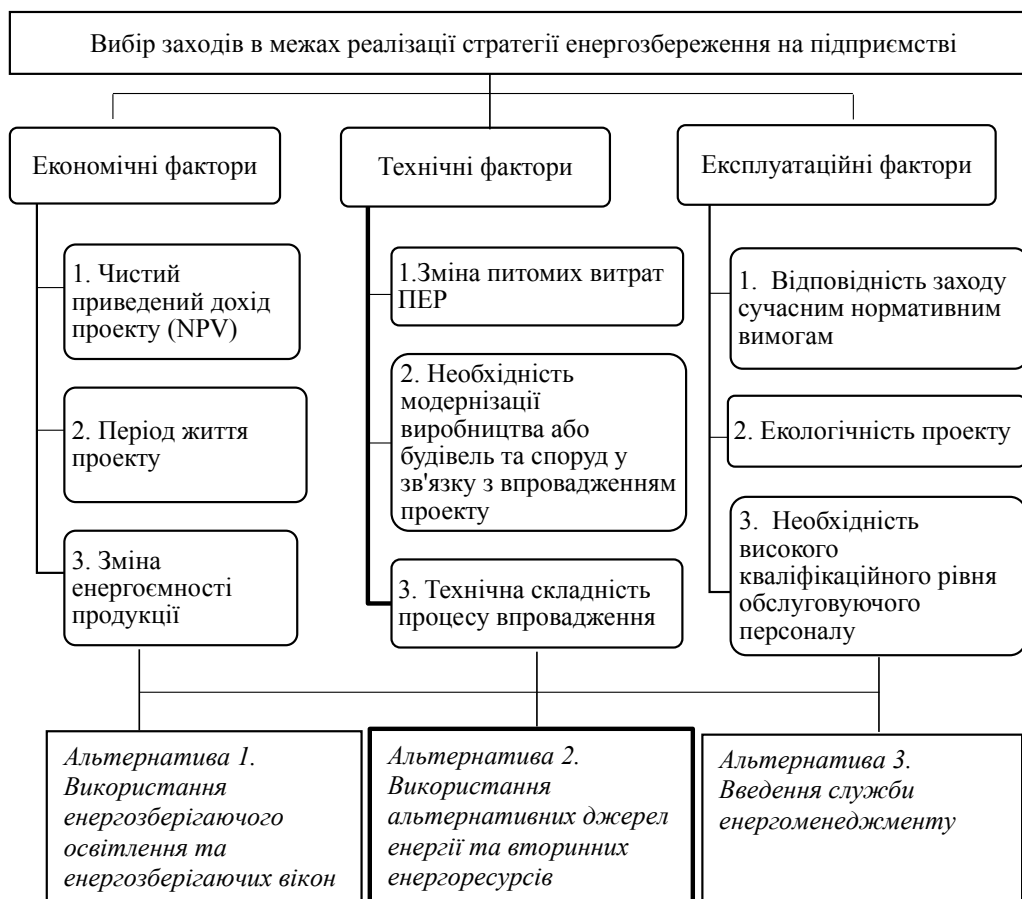 Вибір заходів в межах реалізації стратегії енергозбереження на підприємстві
Економічні фактори
Технічні фактори
Експлуатаційні фактори
1. Чистий
приведений дохід
проекту (NPV)
2. Період життя
проекту
3. Зміна
енергоємності
продукції
1.Зміна питомих витрат
ПЕР
2. Необхідність
модернізації
виробництва або
будівель та споруд у
зв'язку з впровадженням
проекту
3. Технічна складність
процесу впровадження
1. Відповідність заходу
сучасним нормативним
вимогам
2. Екологічність проекту
3. Необхідність
високого
кваліфікаційного рівня
обслуговуючого
персоналу
Альтернатива 1.
Використання
енергозберігаючого
освітлення та
енергозберігаючих вікон
Альтернатива 2.
Використання
альтернативних джерел
енергії та вторинних
енергоресурсів
Альтернатива 3.
Введення служби
енергоменеджменту